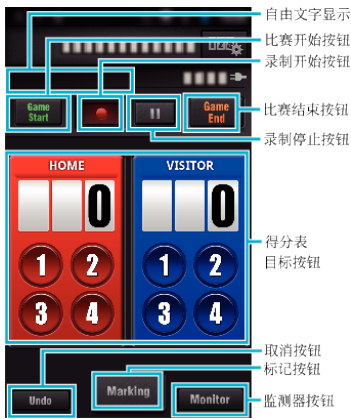 自由文字显示
比赛开始按钮
录制开始按钮
Game Start
Game End
比赛结束按钮
录制停止按钮
HOME
VISITOR
0
0
得分表
目标按钮
1 2
1 2
3 4
3 4
取消按钮
标记按钮
Undo
Marking
Monitor
监测器按钮